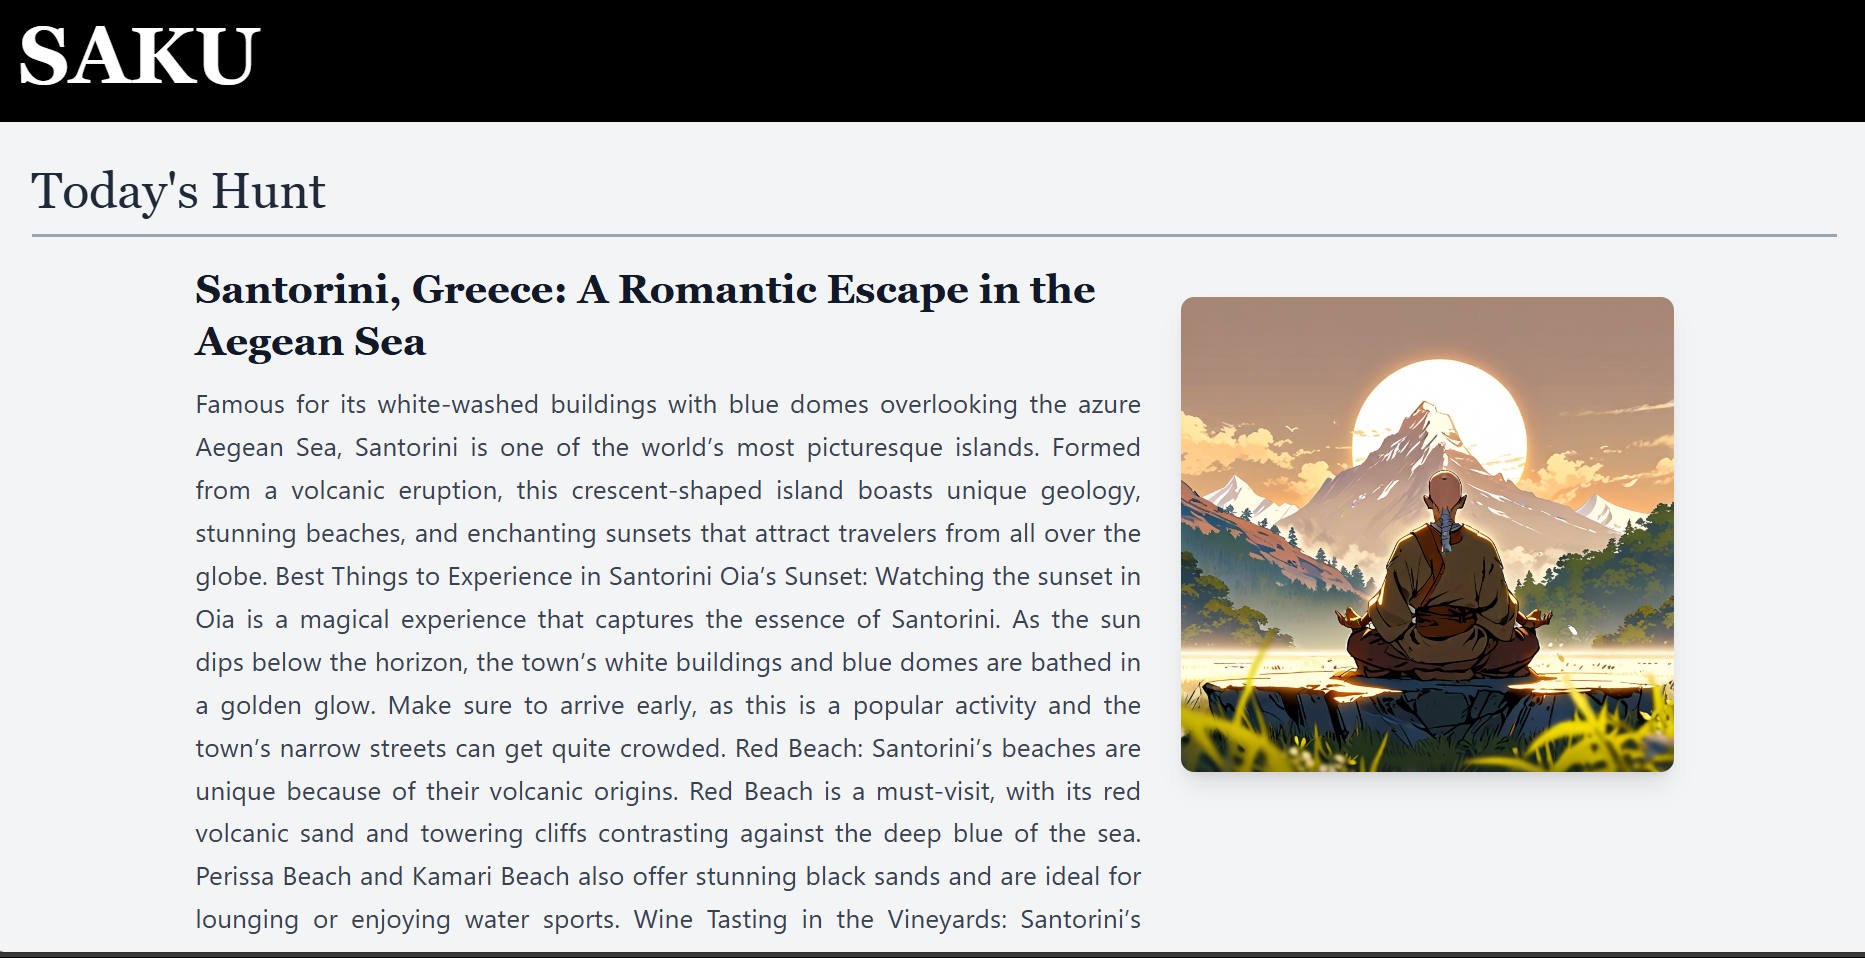 SAKU
Today's Hunt
Santorini, Greece: A Romantic Escape in the
Aegean Sea
Famous for its white-washed buildings with blue domes overlooking the azure
Aegean Sea, Santorini is one of the world’s most picturesque islands. Formed
from a volcanic eruption, this crescent-shaped island boasts unique geology,
stunning beaches, and enchanting sunsets that attract travelers from all over the
globe. Best Things to Experience in Santorini Oia’s Sunset: Watching the sunset in
Oia is a magical experience that captures the essence of Santorini. As the sun
dips below the horizon, the town’s white buildings and blue domes are bathed in
a golden glow. Make sure to arrive early, as this is a popular activity and the
town’s narrow streets can get quite crowded. Red Beach: Santorini’s beaches are
unique because of their volcanic origins. Red Beach is a must-visit, with its red
volcanic sand and towering cliffs contrasting against the deep blue of the sea.
Perissa Beach and Kamari Beach also offer stunning black sands and are ideal for
lounging or enjoying water sports. Wine Tasting in the Vineyards: Santorini’s